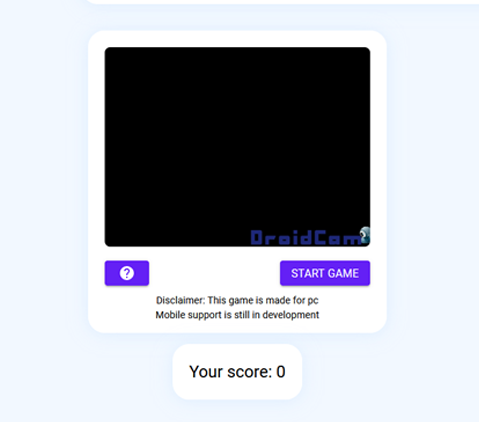 DroidCam
START GAME
Disclaimer: This game is made for pc
Mobile support is still in development
Your score: 0